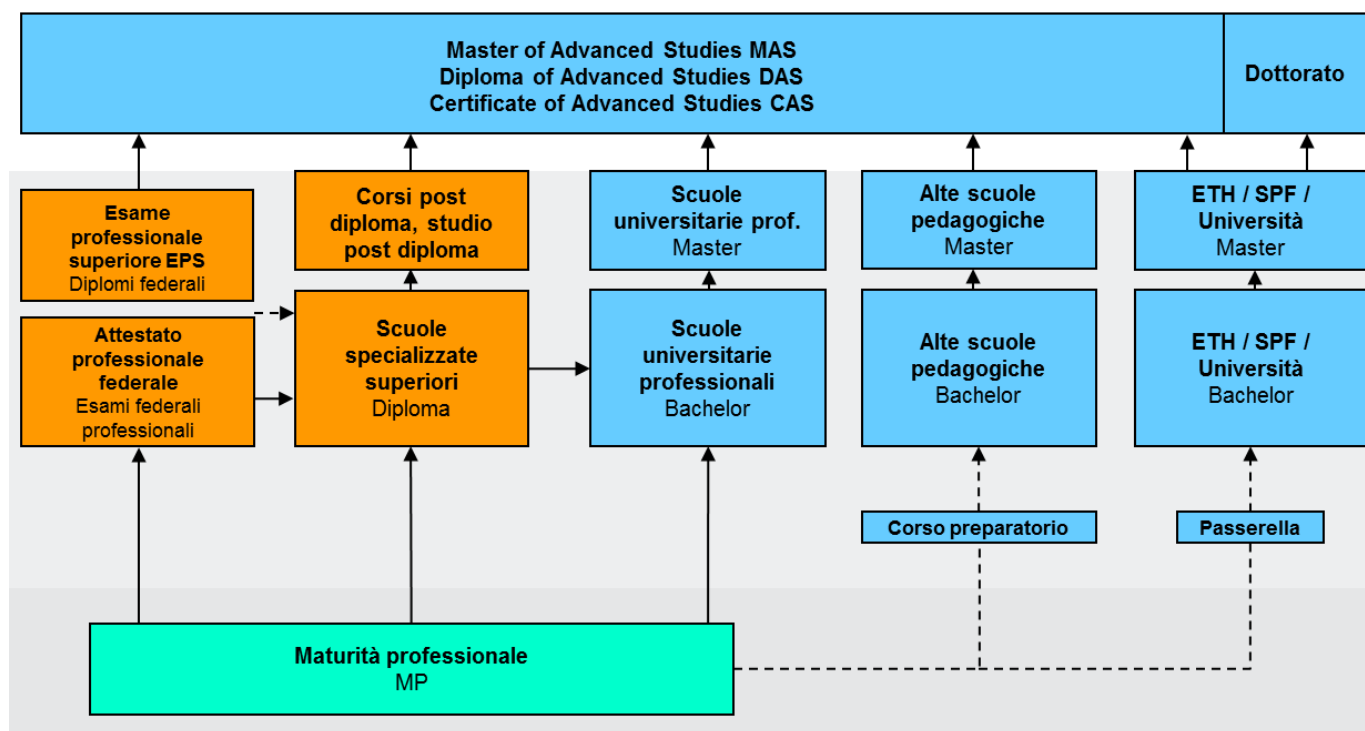 Master of Advanced Studies MAS
Diploma of Advanced Studies DAS
Certificate of Advanced Studies CAS
Dottorato
Esame
professionale
superiore EPS
Diplomi federali
Corsi post
diploma, studio
post diploma
Scuole
universitarie prof.
Master
Alte scuole
pedagogiche
Master
ETH / SPF /
Università
Master
Attestato
professionale
federale
Esami federali
professionali
Scuole
specializzate
superiori
Diploma
Scuole
universitarie
professionali
Bachelor
Alte scuole
pedagogiche
Bachelor
ETH / SPF /
Università
Bachelor
Corso preparatorio
Passerella
Maturità professionale
MP